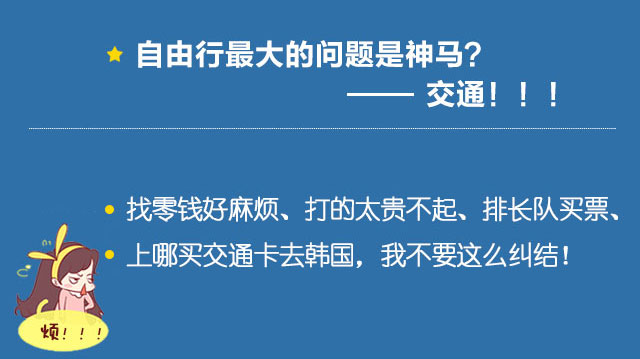 自由行最大的问题是神马?
—— 交通!!!
找零钱好麻烦、打的太贵不起、排长队买票、
上哪买交通卡去韩国，我不要这么纠结!
烦!!!